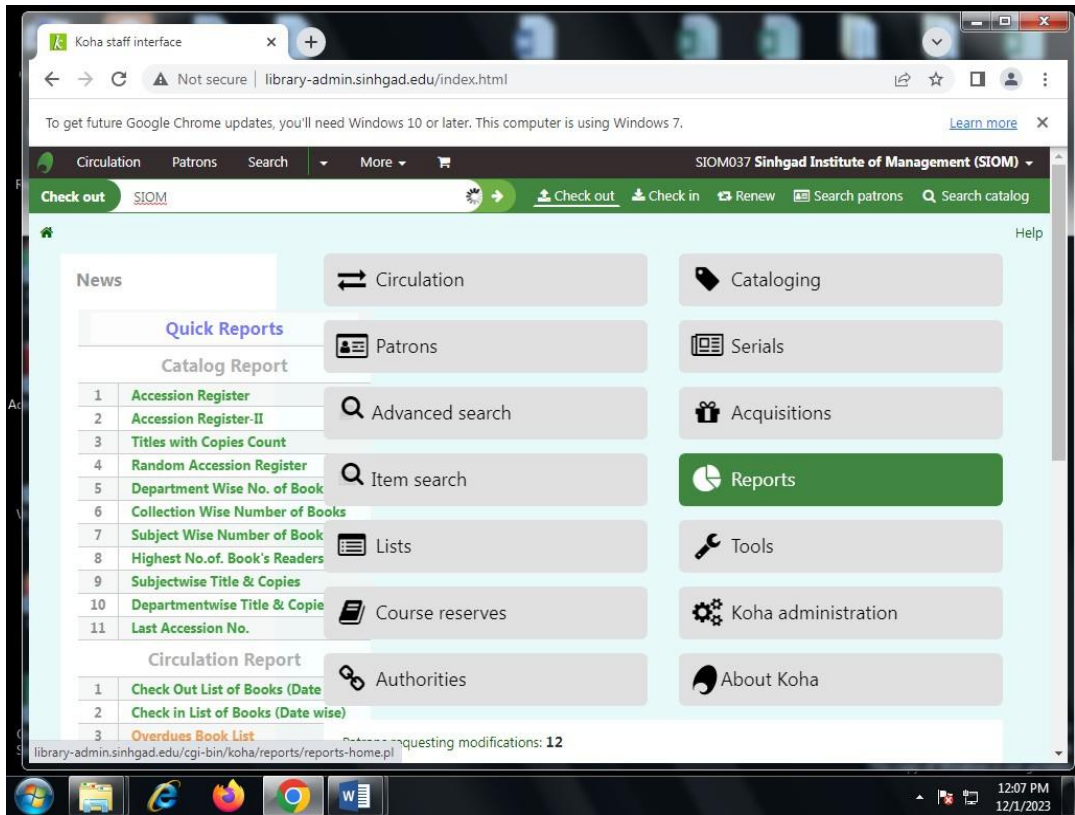 Koha staff interface
Not secure library-admin.sinhgad.edu/index.html
To get future Google Chrome updates, you'll need Windows 10 or later. This computer is using Windows 7. Learn more
Circulation Patrons Search More SIOM037 Sinhgad Institute of Management (SIOM)
Check out SIOM Check out Check in Renew Search patrons Search catalog
Help
News
Quick Reports
Catalog Report
1 Accession Register
2 Accession Register-II
3 Titles with Copies Count
4 Random Accession Register
5 Department Wise No. of Book
6 Collection Wise Number of Books
7 Subject Wise Number of Book
8 Highest No.of. Book's Readers
9 Subjectwise Title & Copies
10 Departmentwise Title & Copie
11 Last Accession No.
Circulation Report
1 Check Out List of Books (Date
2 Check in List of Books (Date wise)
3 Overdues Book List
Circulation
Patrons
Advanced search
Item search
Lists
Course reserves
Authorities
Cataloging
Serials
Acquisitions
Reports
Tools
Koha administration
About Koha
Patrons requesting modifications: 12
library-admin.sinhgad.edu/cgi-bin/koha/reports/reports-home.pl
12:07 PM
12/1/2023